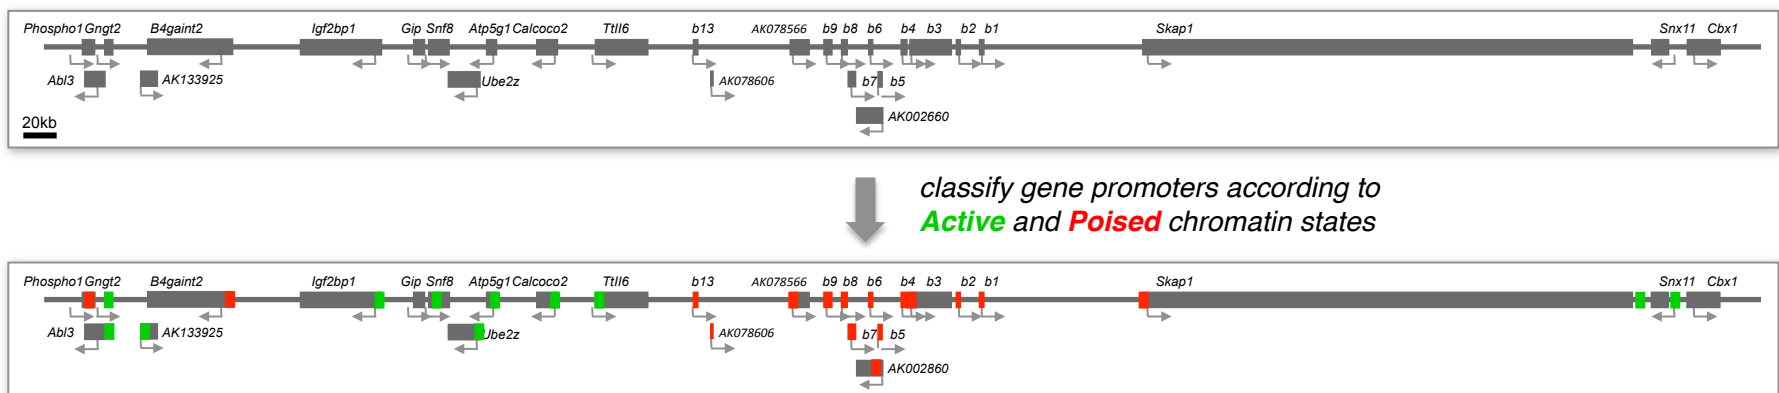 Phospho1 Gngt2 B4gaint2 Igf2bp1 Gip Snf8 Atp5g1 Calcoco2 Ttll6 b13 AK078566 b9 b8 b6 b4 b3 b2 b1 Skap1 Snx11 Cbx1
Abl3 AK133925 Ube2z AK078606 b7 b5
AK002660
20kb
classify gene promoters according to
Active and Poised chromatin states
Phospho1 Gngt2 B4gaint2 Igf2bp1 Gip Snf8 Atp5g1 Calcoco2 Ttll6 b13 AK078566 b9 b8 b6 b4 b3 b2 b1 Skap1 Snx11 Cbx1
Abl3 AK133925 Ube2z AK078606 b7 b5
AK002860